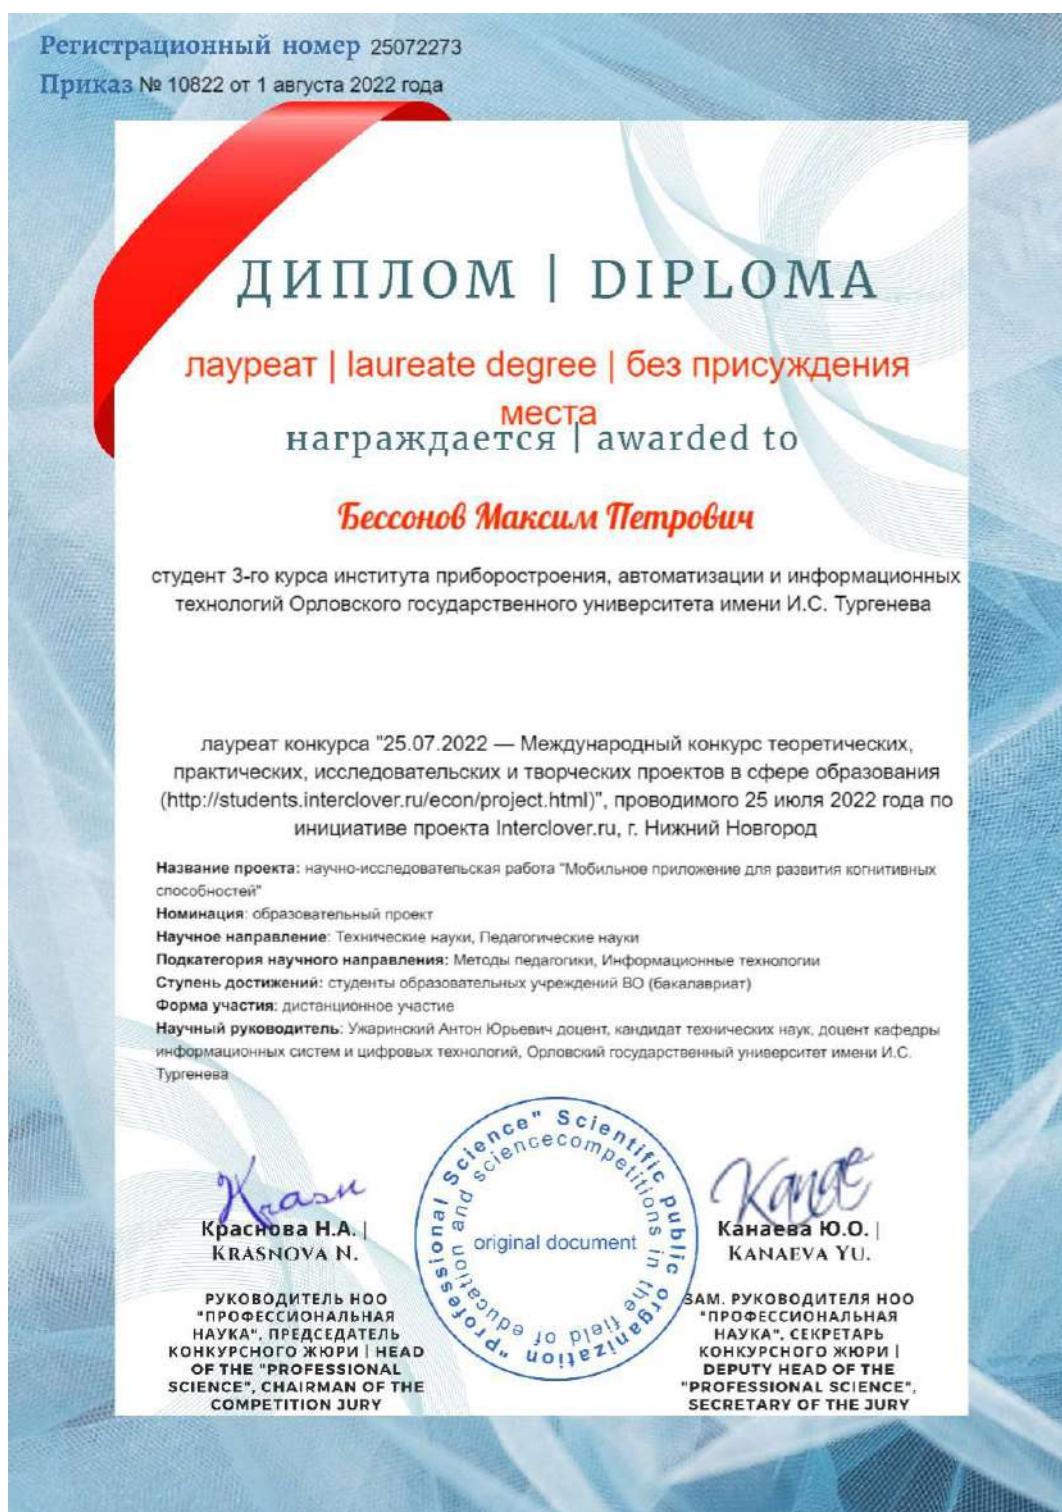 Регистрационный номер 25072273
Приказ № 10822 от 1 августа 2022 года
ДИПЛОМ | DIPLOMA
лауреат | laureate degree | без присуждения
места
награждается | awarded to
Бессонов Максим Петрович
студент 3-го курса института приборостроения, автоматизации и информационных
технологий Орловского государственного университета имени И.С. Тургенева
лауреат конкурса "25.07.2022 — Международный конкурс теоретических,
практических, исследовательских и творческих проектов в сфере образования
(http://students.interclover.ru/econ/project.html)", проводимого 25 июля 2022 года по
инициативе проекта Interclover.ru, г. Нижний Новгород
Название проекта: научно-исследовательская работа "Мобильное приложение для развития когнитивных
способностей"
Номинация: образовательный проект
Научное направление: Технические науки, Педагогические науки
Подкатегория научного направления: Методы педагогики, Информационные технологии
Ступень достижений: студенты образовательных учреждений ВО (бакалавриат)
Форма участия: дистанционное участие
Научный руководитель: Ужаринский Антон Юрьевич доцент, кандидат технических наук, доцент кафедры
информационных систем и цифровых технологий, Орловский государственный университет имени И.С.
Тургенева
Krasn
Краснова Н.А. |
KRASNOVA N.
РУКОВОДИТЕЛЬ НОО
"ПРОФЕССИОНАЛЬНАЯ
НАУКА", ПРЕДСЕДАТЕЛЬ
КОНКУРСНОГО ЖЮРИ | HEAD
OF THE "PROFESSIONAL
SCIENCE", CHAIRMAN OF THE
COMPETITION JURY
"professional Science" Scientific public organization
sciencecompetitions in the field of education and
original document
Kanae
Канаева Ю.О. |
KANAEVA YU.
ЗАМ. РУКОВОДИТЕЛЯ НОО
"ПРОФЕССИОНАЛЬНАЯ
НАУКА", СЕКРЕТАРЬ
КОНКУРСНОГО ЖЮРИ |
DEPUTY HEAD OF THE
"PROFESSIONAL SCIENCE",
SECRETARY OF THE JURY